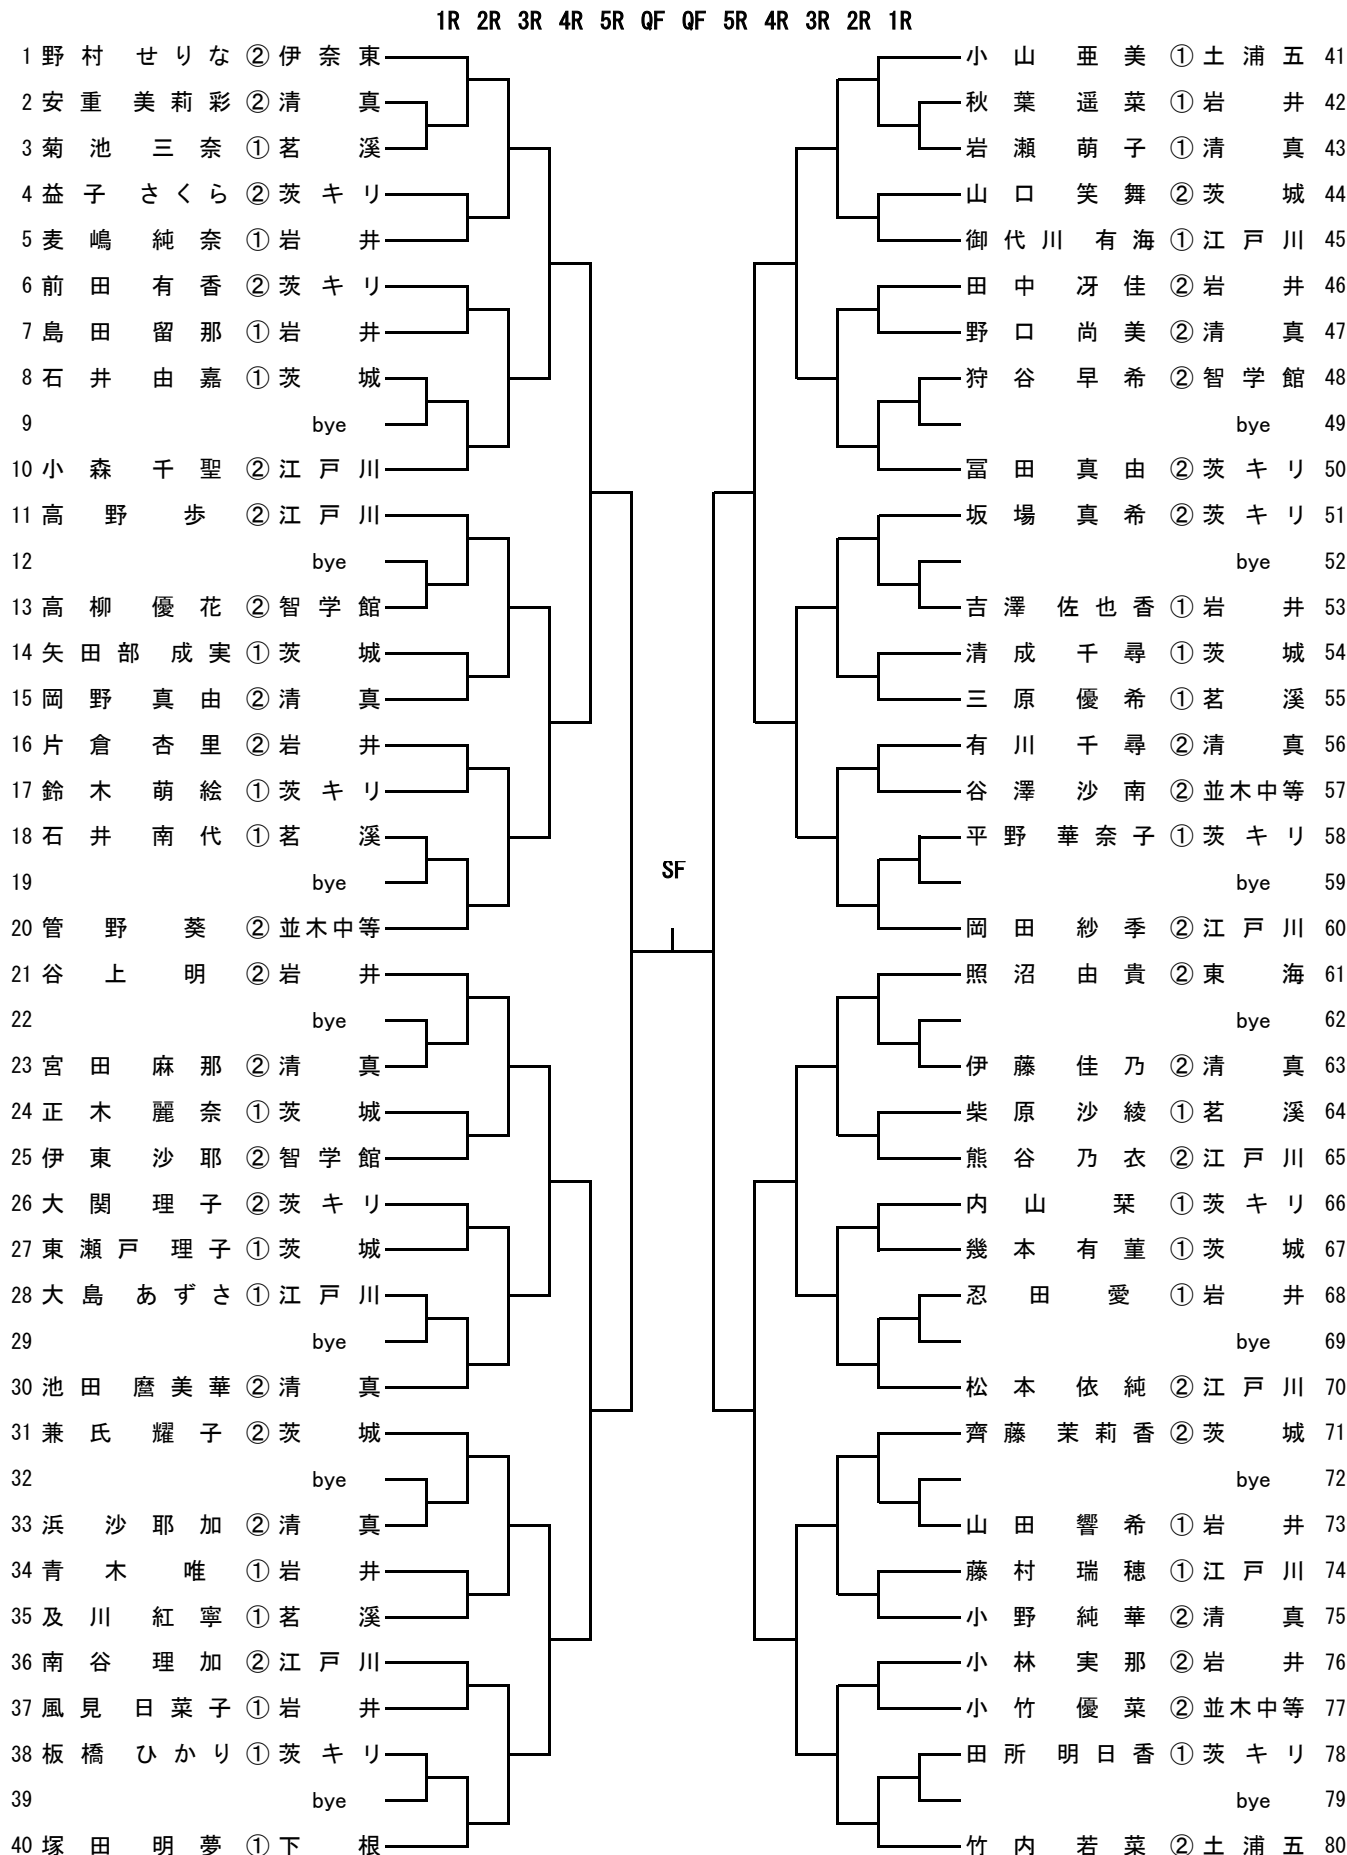 1R 2R 3R 4R 5R QF QF 5R 4R 3R 2R 1R
1 野村 せりな ② 伊奈東
2 安重 美莉彩 ② 清真
3 菊池 三奈 ① 茗溪
4 益子 さくら ② 茨キリ
5 麦嶋 純奈 ① 岩井
6 前田 有香 ② 茨キリ
7 島田 留那 ① 岩井
8 石井 由嘉 ① 茨城
9 bye
10 小森 千聖 ② 江戸川
11 高野 歩 ② 江戸川
12 bye
13 高柳 優花 ② 智学館
14 矢田部 成実 ① 茨城
15 岡野 真由 ② 清真
16 片倉 杏里 ② 岩井
17 鈴木 萌絵 ① 茨キリ
18 石井 南代 ① 茗溪
19 bye
20 管野 葵 ② 並木中等
21 谷上 明 ② 岩井
22 bye
23 宮田 麻那 ② 清真
24 正木 麗奈 ① 茨城
25 伊東 沙耶 ② 智学館
26 大関 理子 ② 茨キリ
27 東瀬戸 理子 ① 茨城
28 大島 あずさ ① 江戸川
29 bye
30 池田 麿美華 ② 清真
31 兼氏 耀子 ② 茨城
32 bye
33 浜 沙耶加 ② 清真
34 青木 唯 ① 岩井
35 及川 紅寧 ① 茗溪
36 南谷 理加 ② 江戸川
37 風見 日菜子 ① 岩井
38 板橋 ひかり ① 茨キリ
39 bye
40 塚田 明夢 ① 下根
SF
小山 亜美 ① 土浦五 41
秋葉 遥菜 ① 岩井 42
岩瀬 萌子 ① 清真 43
山口 笑舞 ② 茨城 44
御代川 有海 ① 江戸川 45
田中 冴佳 ② 岩井 46
野口 尚美 ② 清真 47
狩谷 早希 ② 智学館 48
bye 49
冨田 真由 ② 茨キリ 50
坂場 真希 ② 茨キリ 51
bye 52
吉澤 佐也香 ① 岩井 53
清成 千尋 ① 茨城 54
三原 優希 ① 茗溪 55
有川 千尋 ② 清真 56
谷澤 沙南 ② 並木中等 57
平野 華奈子 ① 茨キリ 58
bye 59
岡田 紗季 ② 江戸川 60
照沼 由貴 ② 東海 61
bye 62
伊藤 佳乃 ② 清真 63
柴原 沙綾 ① 茗溪 64
熊谷 乃衣 ② 江戸川 65
内山 栞 ① 茨キリ 66
幾本 有菫 ① 茨城 67
忍田 愛 ① 岩井 68
bye 69
松本 依純 ② 江戸川 70
齊藤 茉莉香 ② 茨城 71
bye 72
山田 響希 ① 岩井 73
藤村 瑞穂 ① 江戸川 74
小野 純華 ② 清真 75
小林 実那 ② 岩井 76
小竹 優菜 ② 並木中等 77
田所 明日香 ① 茨キリ 78
bye 79
竹内 若菜 ② 土浦五 80